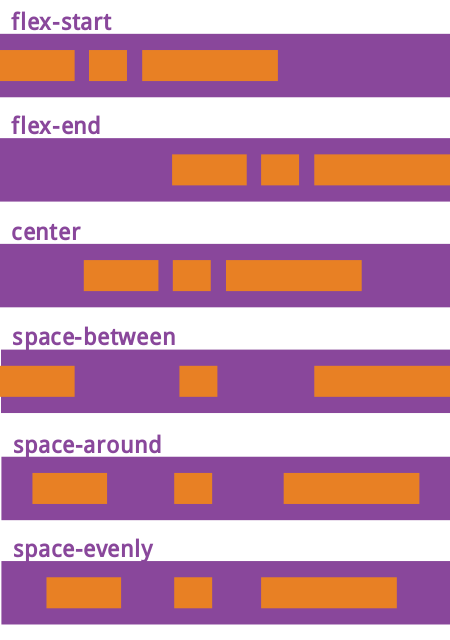 flex-start
flex-end
center
space-between
space-around
space-evenly